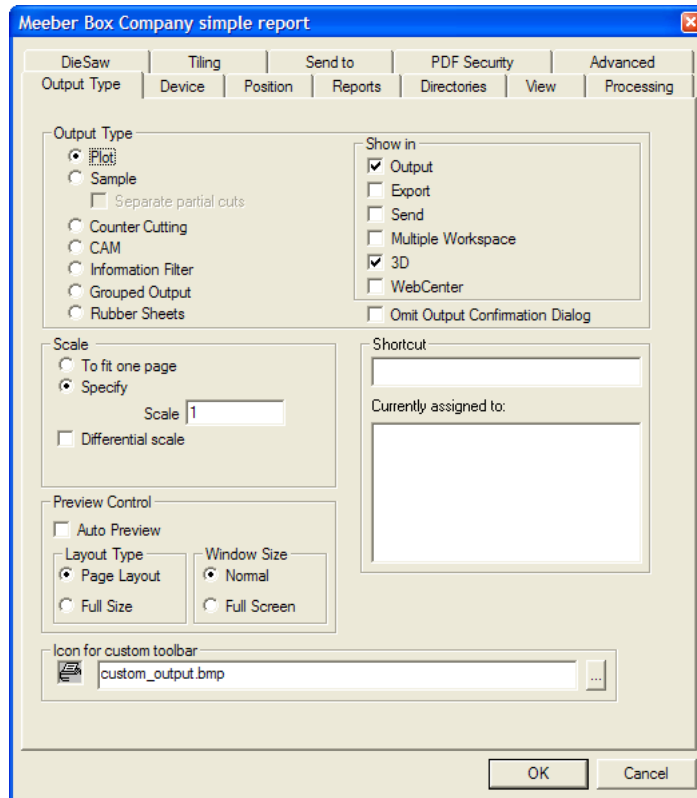 Meeber Box Company simple report
DieSaw Tiling Send to PDF Security Advanced
Output Type Device Position Reports Directories View Processing
Output Type
Plot
Sample
Separate partial cuts
Counter Cutting
CAM
Information Filter
Grouped Output
Rubber Sheets
Show in
Output
Export
Send
Multiple Workspace
3D
WebCenter
Omit Output Confirmation Dialog
Scale
To fit one page
Specify
Scale 1
Differential scale
Shortcut
Currently assigned to:
Preview Control
Auto Preview
Layout Type
Page Layout
Full Size
Window Size
Normal
Full Screen
Icon for custom toolbar
custom_output.bmp
...
OK Cancel